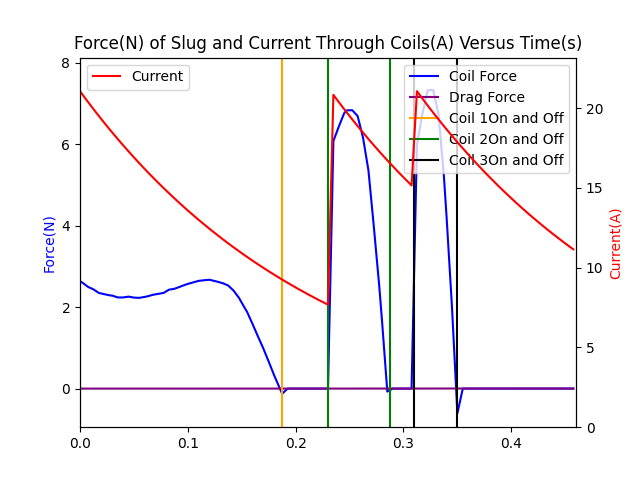 Force(N) of Slug and Current Through Coils(A) Versus Time(s)
Current
Coil Force
Drag Force
Coil 1On and Off
Coil 2On and Off
Coil 3On and Off
Force(N)
8
6
4
2
0
Current(A)
20
15
10
5
0
0.0 0.1 0.2 0.3 0.4